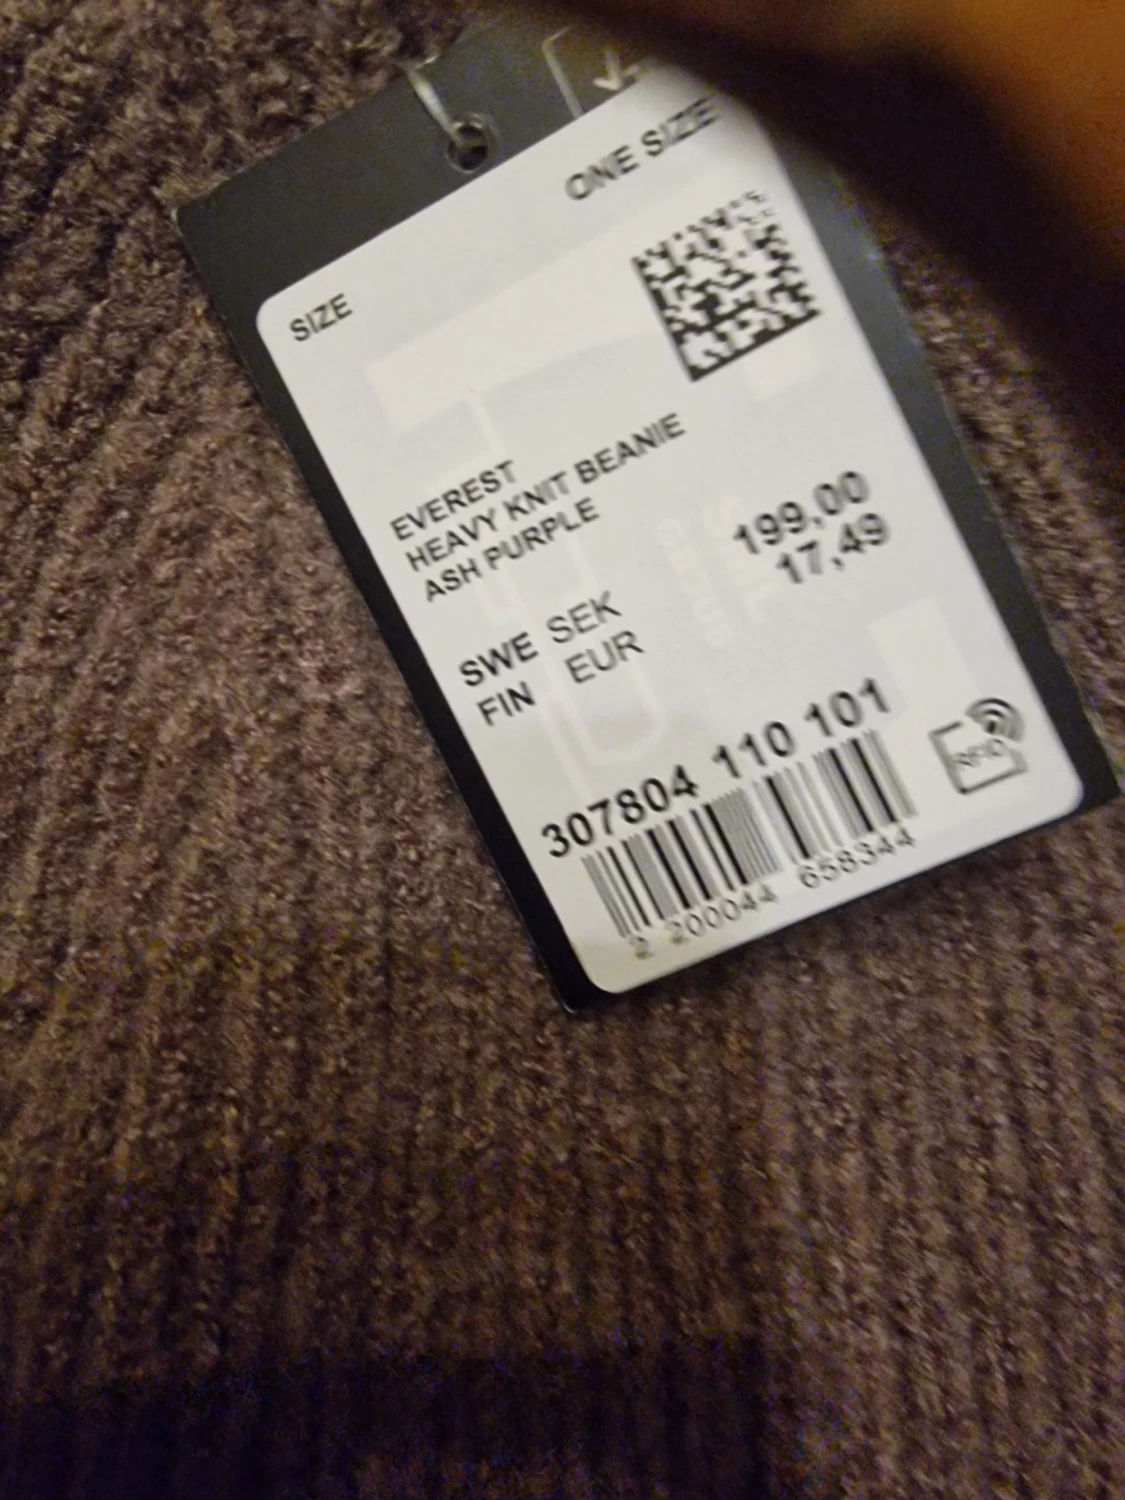 SIZE ONE SIZE
EVEREST
HEAVY KNIT BEANIE
ASH PURPLE
SWE SEK 199,00
FIN EUR 17,49
307804 110 101
2 200044 658344
RFID